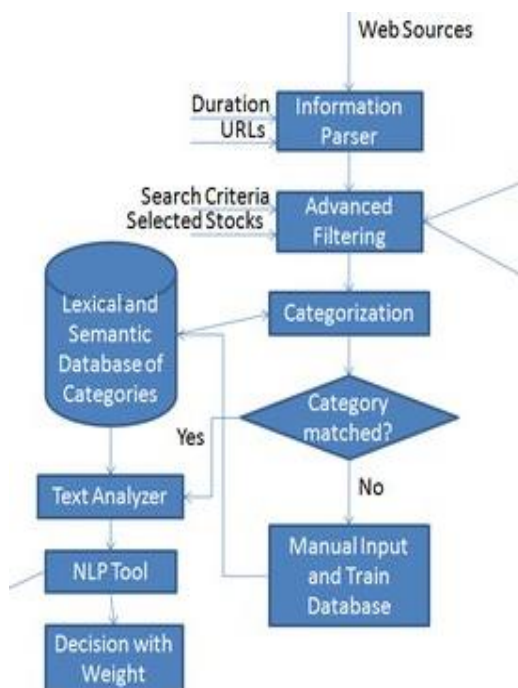 Web Sources
Duration
URLs
Information
Parser
Search Criteria
Selected Stocks
Advanced
Filtering
Lexical and
Semantic
Database of
Categories
Categorization
Category
matched?
Yes
No
Text Analyzer
Manual Input
and Train
Database
NLP Tool
Decision with
Weight